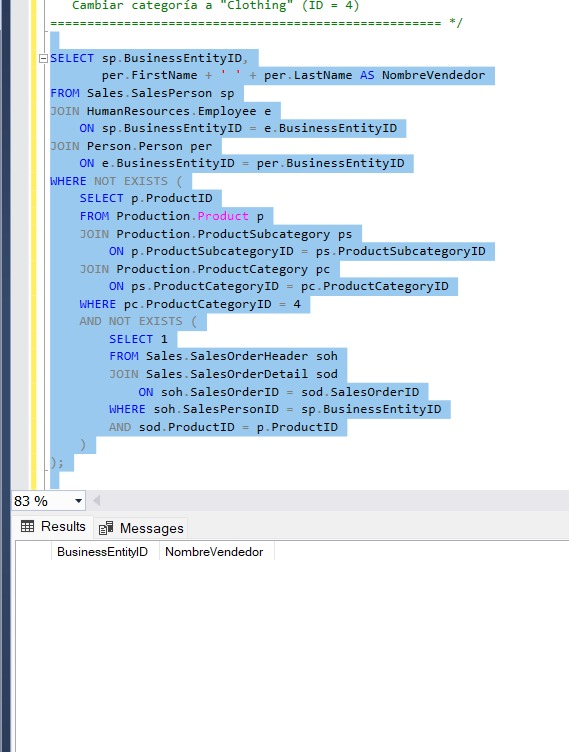 Cambiar categoría a "Clothing" (ID = 4)
===================================================== */
SELECT sp.BusinessEntityID,
per.FirstName + ' ' + per.LastName AS NombreVendedor
FROM Sales.SalesPerson sp
JOIN HumanResources.Employee e
ON sp.BusinessEntityID = e.BusinessEntityID
JOIN Person.Person per
ON e.BusinessEntityID = per.BusinessEntityID
WHERE NOT EXISTS (
SELECT p.ProductID
FROM Production.Product p
JOIN Production.ProductSubcategory ps
ON p.ProductSubcategoryID = ps.ProductSubcategoryID
JOIN Production.ProductCategory pc
ON ps.ProductCategoryID = pc.ProductCategoryID
WHERE pc.ProductCategoryID = 4
AND NOT EXISTS (
SELECT 1
FROM Sales.SalesOrderHeader soh
JOIN Sales.SalesOrderDetail sod
ON soh.SalesOrderID = sod.SalesOrderID
WHERE soh.SalesPersonID = sp.BusinessEntityID
AND sod.ProductID = p.ProductID
)
);
83 %
Results Messages
BusinessEntityID NombreVendedor